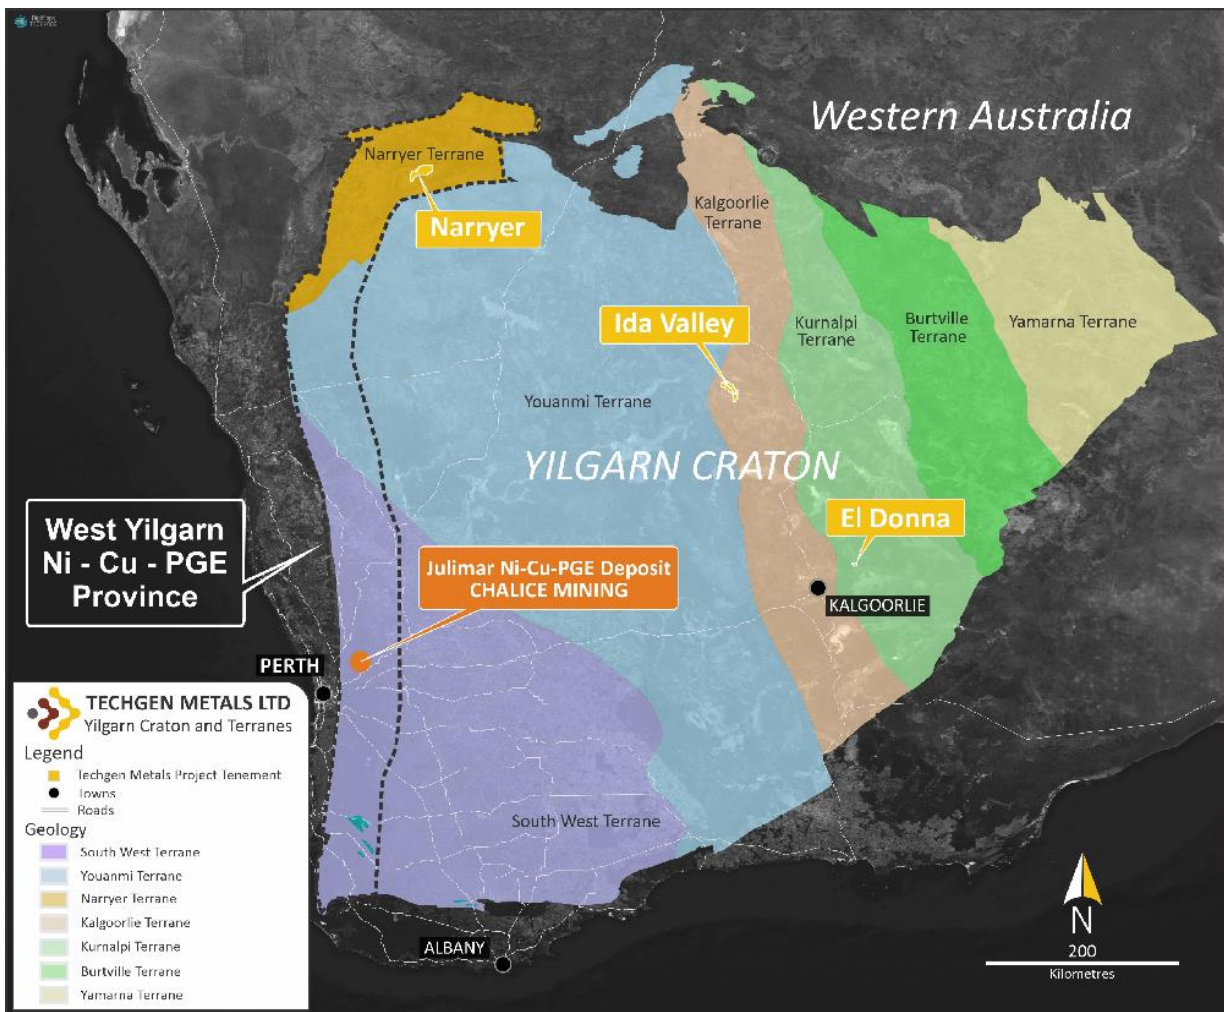 Western Australia
Narryer Terrane
Narryer
Kalgoorlie
Terrane
Ida Valley
Kurnalpi
Terrane
Burtville
Terrane
Yamarna Terrane
Youanmi Terrane
YILGARN CRATON
West Yilgarn
Ni - Cu - PGE
Province
El Donna
Julimar Ni-Cu-PGE Deposit
CHALICE MINING
KALGOORLIE
PERTH
South West Terrane
ALBANY
TECHGEN METALS LTD
Yilgarn Craton and Terranes
Legend
Techgen Metals Project Tenement
Towns
Roads
Geology
South West Terrane
Youanmi Terrane
Narryer Terrane
Kalgoorlie Terrane
Kurnalpi Terrane
Burtville Terrane
Yamarna Terrane
N
200
Kilometres